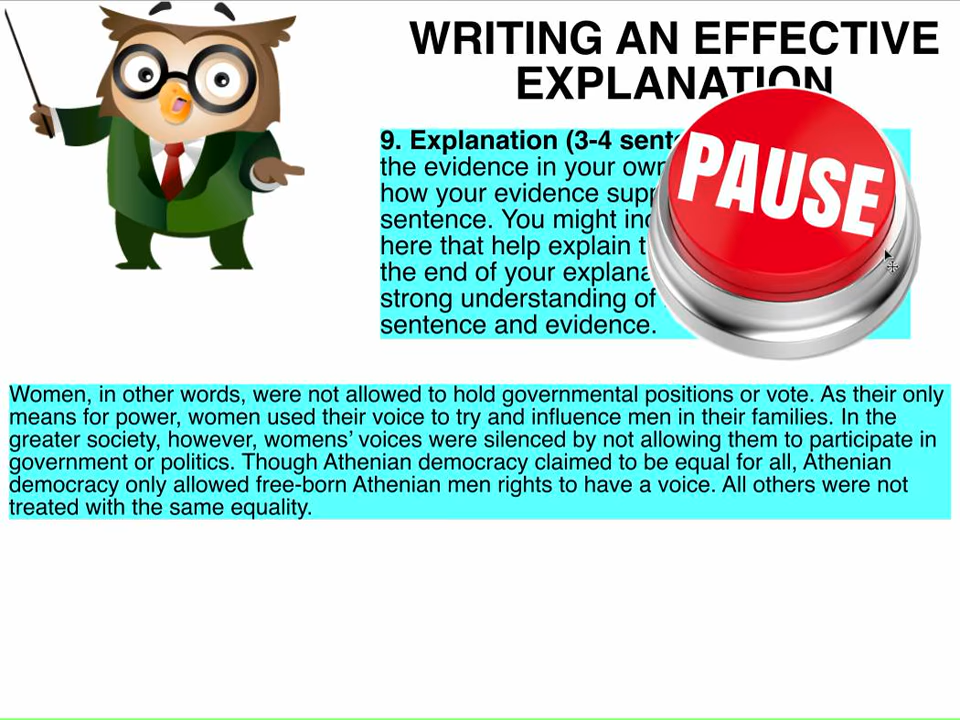 WRITING AN EFFECTIVE
EXPLANATION
9. Explanation (3-4
the evidence in your own
how your evidence
sentence. You might
here that help explain
the end of your
strong understanding of
sentence and evidence.
PAUSE
Women, in other words, were not allowed to hold governmental positions or vote. As their only
means for power, women used their voice to try and influence men in their families. In the
greater society, however, womens’ voices were silenced by not allowing them to participate in
government or politics. Though Athenian democracy claimed to be equal for all, Athenian
democracy only allowed free-born Athenian men rights to have a voice. All others were not
treated with the same equality.